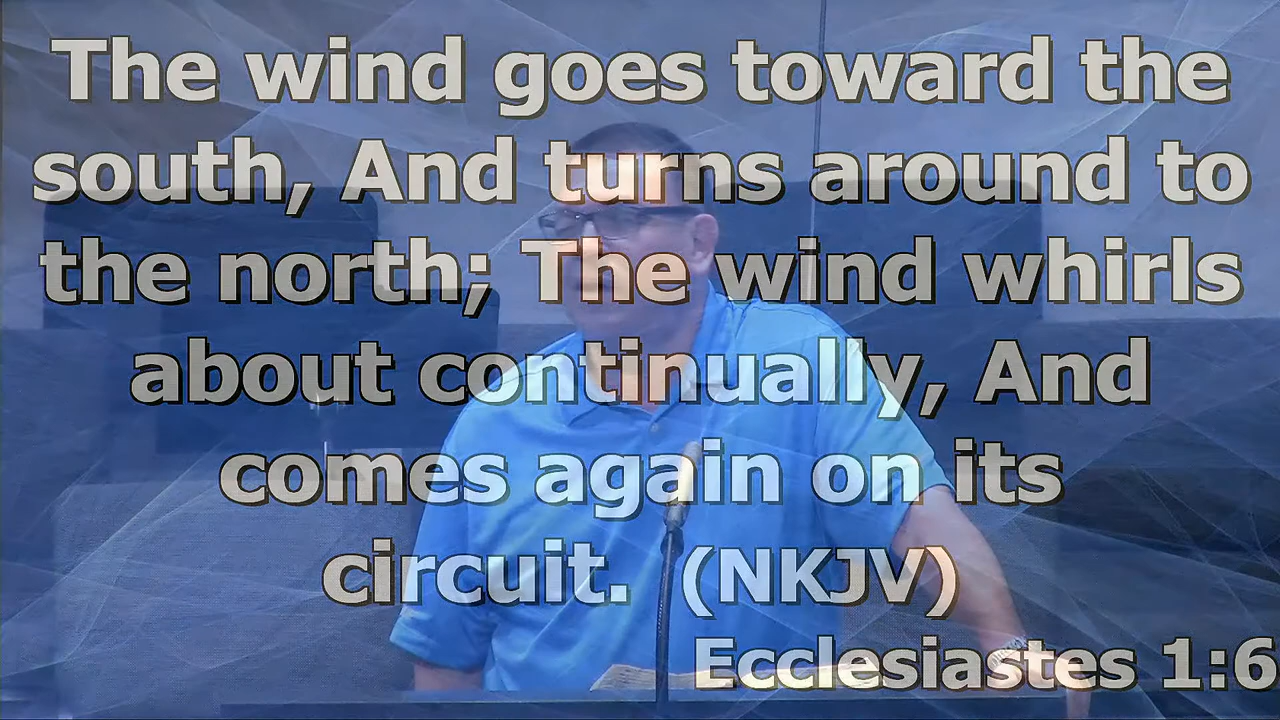 The wind goes toward the
south, And turns around to
the north; The wind whirls
about continually, And
comes again on its
circuit.  (NKJV)
Ecclesiastes 1:6